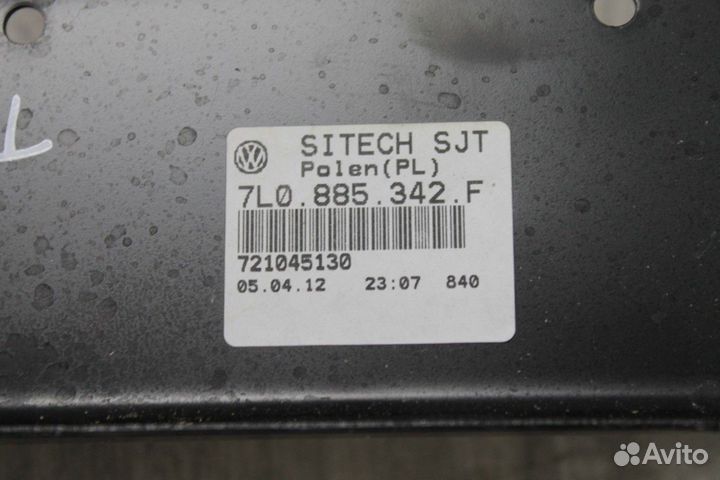 SITECH SJT
Polen(PL)
7L0.885.342.F
721045130
05.04.12 23:07 840
Avito